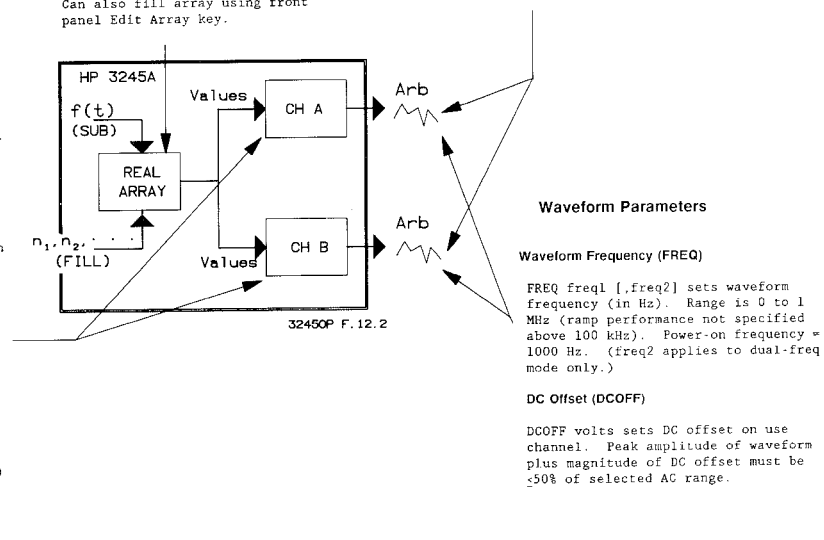 Can also fill array using front
panel Edit Array key.
HP 3245A
f(t)
(SUB)
Values
CH A
Arb
REAL
ARRAY
n1, n2, . . .
(FILL)
Values
CH B
Arb
32450P F.12.2
Waveform Parameters
Waveform Frequency (FREQ)
FREQ freq1 [,freq2] sets waveform
frequency (in Hz). Range is 0 to 1
MHz (ramp performance not specified
above 100 kHz). Power-on frequency =
1000 Hz. (freq2 applies to dual-freq
mode only.)
DC Offset (DCOFF)
DCOFF volts sets DC offset on use
channel. Peak amplitude of waveform
plus magnitude of DC offset must be
≤50% of selected AC range.